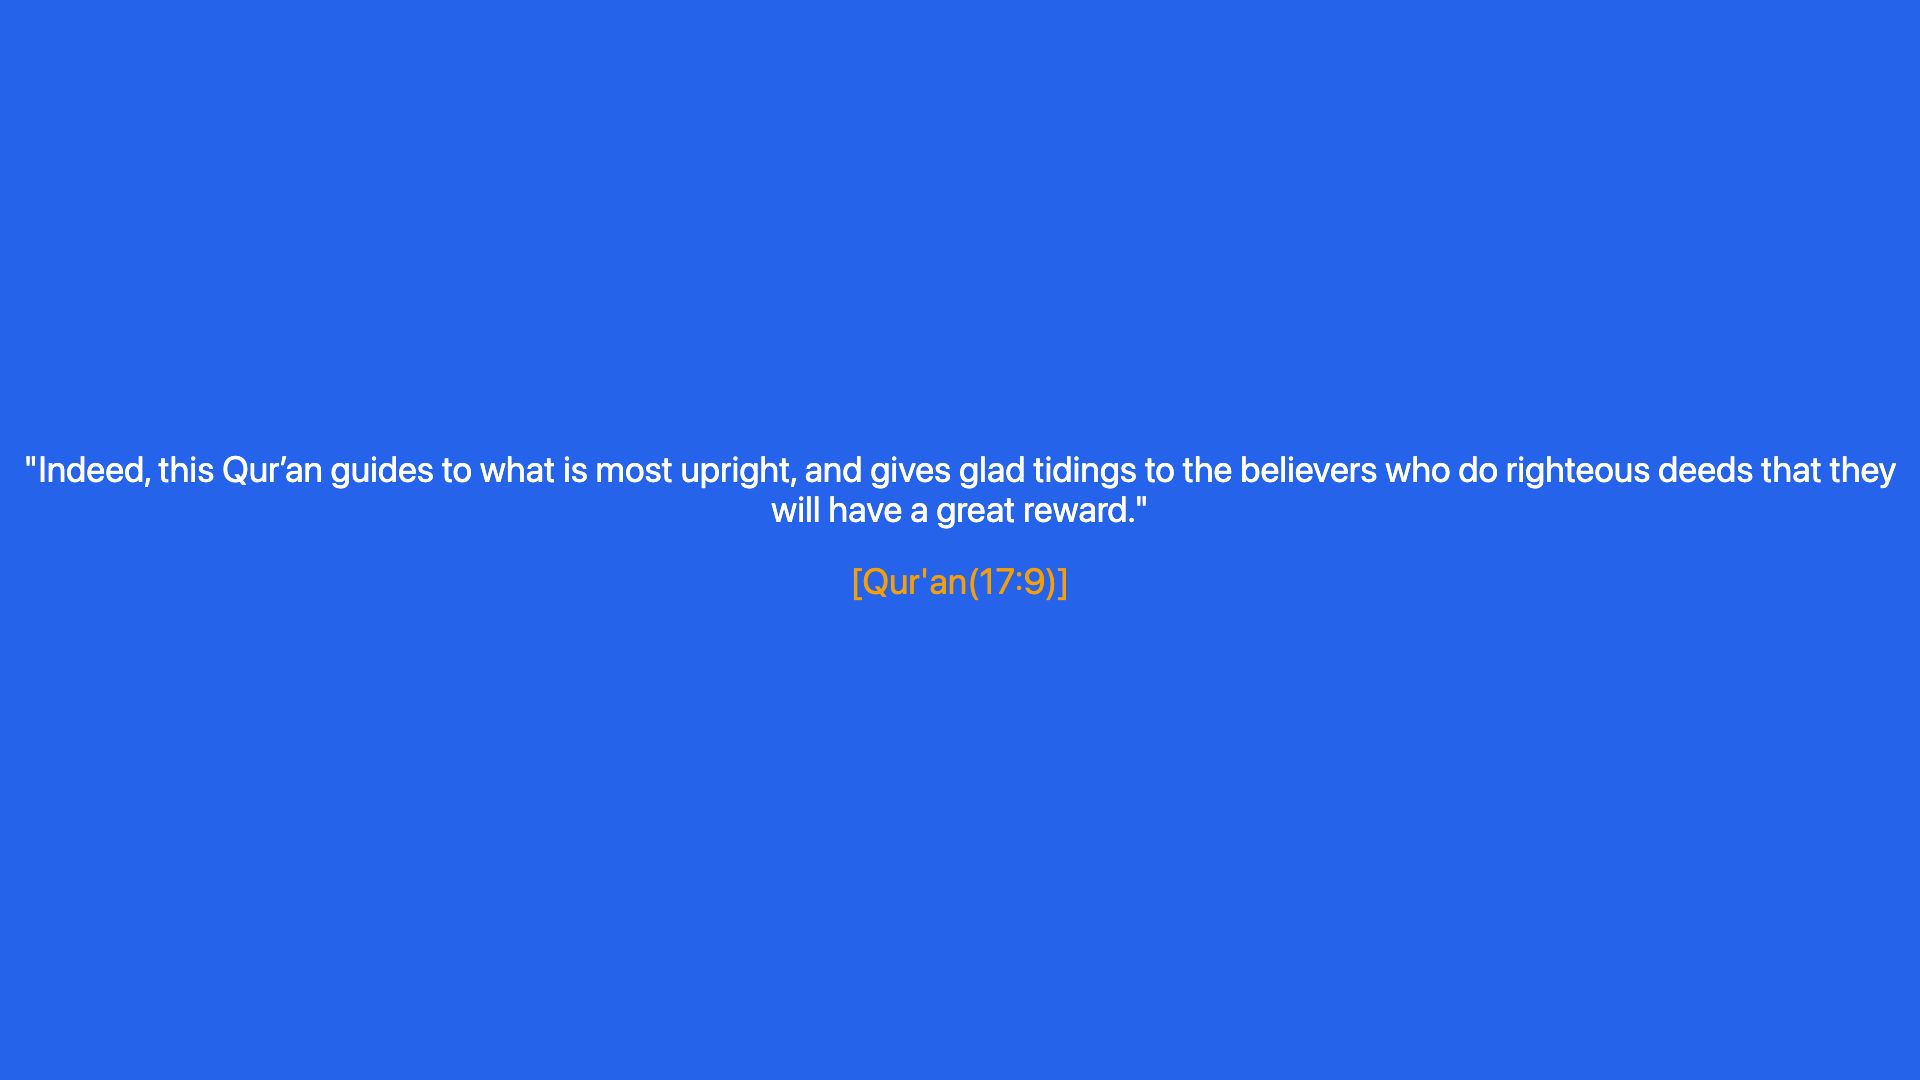 "Indeed, this Qur’an guides to what is most upright, and gives glad tidings to the believers who do righteous deeds that they
will have a great reward."
[Qur'an(17:9)]